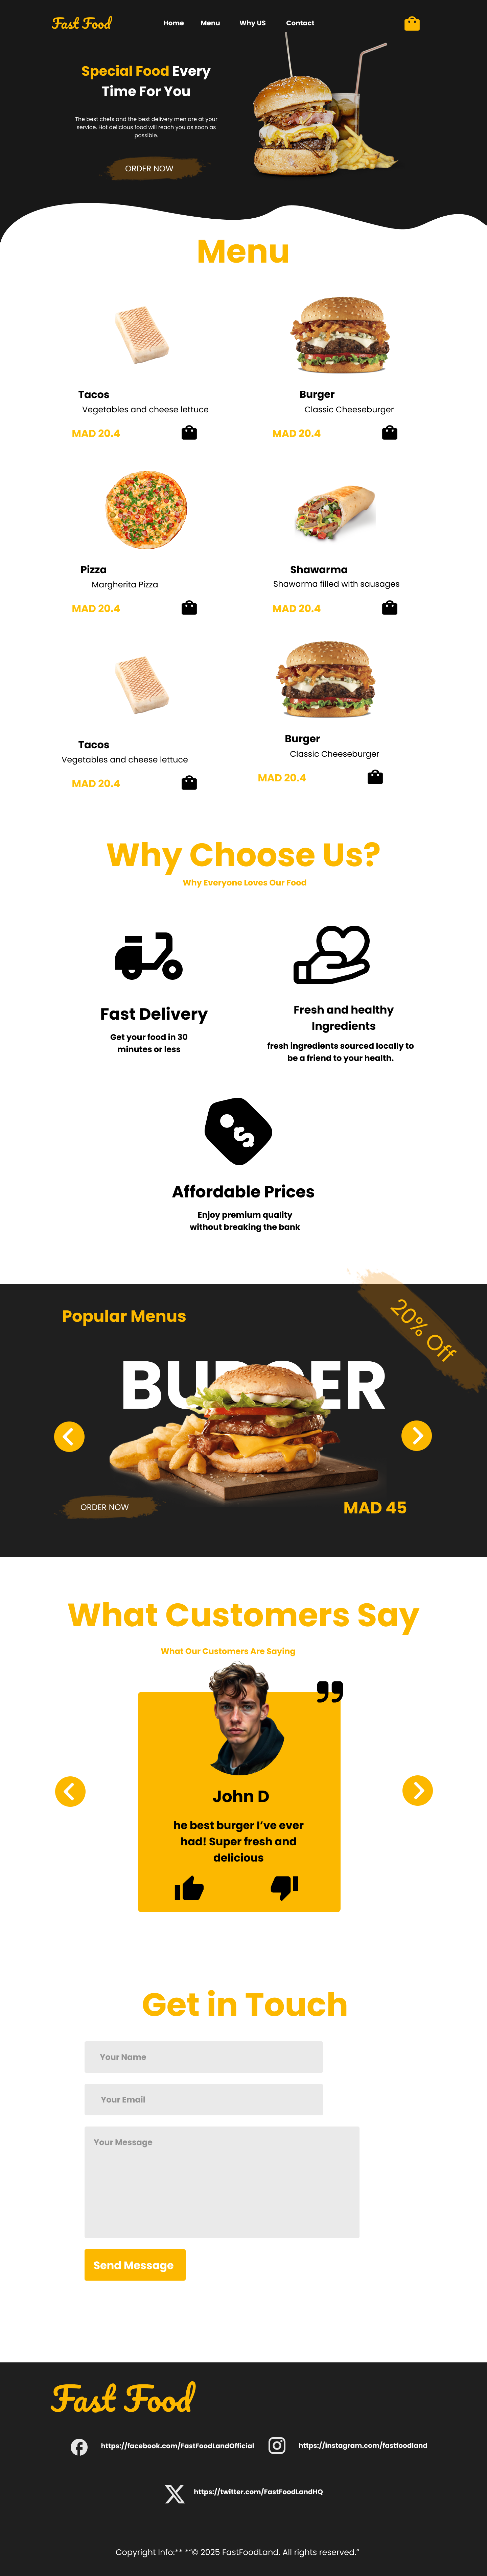 Fast Food
Home
Menu
Why US
Contact
Special Food Every
Time For You
The best chefs and the best delivery men are at your
service. Hot delicious food will reach you as soon as
possible.
ORDER NOW
Menu
Tacos
Vegetables and cheese lettuce
MAD 20.4
Burger
Classic Cheeseburger
MAD 20.4
Pizza
Margherita Pizza
MAD 20.4
Shawarma
Shawarma filled with sausages
MAD 20.4
Tacos
Vegetables and cheese lettuce
MAD 20.4
Burger
Classic Cheeseburger
MAD 20.4
Why Choose Us?
Why Everyone Loves Our Food
Fast Delivery
Get your food in 30
minutes or less
Fresh and healthy
Ingredients
fresh ingredients sourced locally to
be a friend to your health.
Affordable Prices
Enjoy premium quality
without breaking the bank
Popular Menus
20% Off
BURGER
ORDER NOW
MAD 45
What Customers Say
What Our Customers Are Saying
John D
he best burger I’ve ever
had! Super fresh and
delicious
Get in Touch
Your Name
Your Email
Your Message
Send Message
Fast Food
https://facebook.com/FastFoodLandOfficial
https://instagram.com/fastfoodland
https://twitter.com/FastFoodLandHQ
Copyright Info:** *"© 2025 FastFoodLand. All rights reserved."